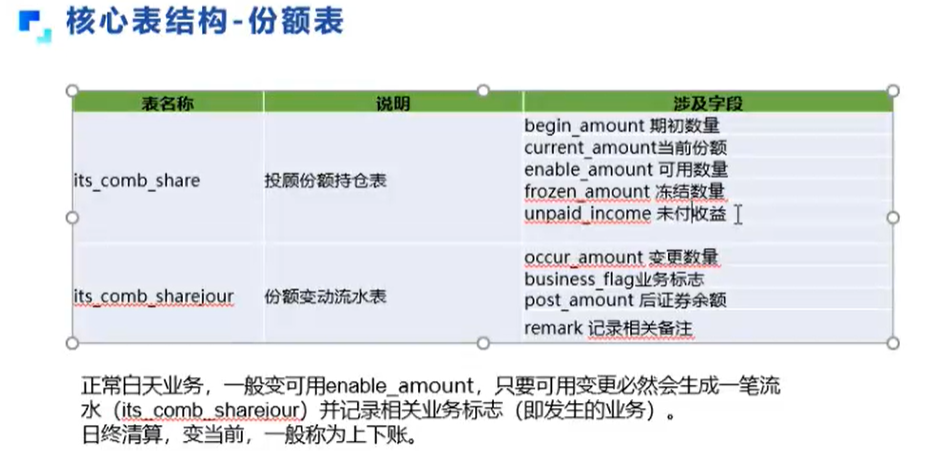 核心表结构-份额表
表名称 说明 涉及字段
its_comb_share 投顾份额持仓表
begin_amount 期初数量
current_amount当前份额
enable_amount 可用数量
frozen_amount 冻结数量
unpaid_income 未付收益
its_comb_sharejour 份额变动流水表
occur_amount 变更数量
business_flag业务标志
post_amount 后证券余额
remark 记录相关备注
正常白天业务，一般变可用enable_amount，只要可用变更必然会生成一笔流
水（its_comb_sharejour）并记录相关业务标志（即发生的业务）。
日终清算，变当前，一般称为上下账。